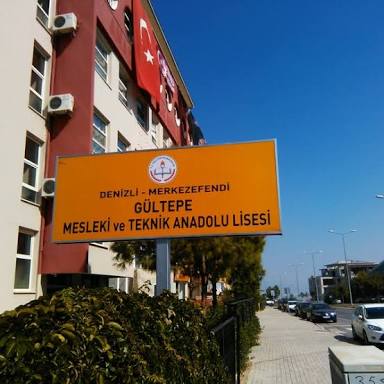 DENİZLİ - MERKEZEFENDİ
GÜLTEPE
MESLEKİ ve TEKNİK ANADOLU LİSESİ